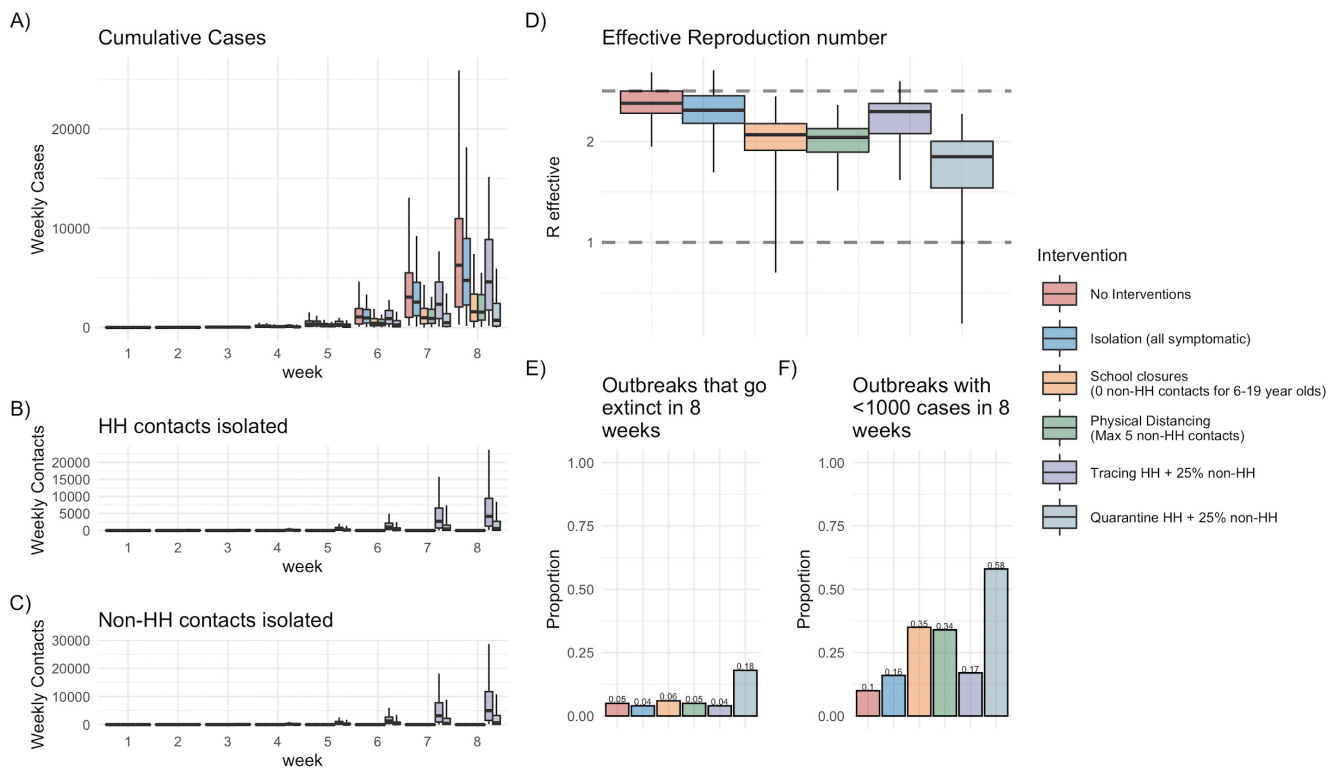 A)
Cumulative Cases
Weekly Cases
20000
10000
0
1 2 3 4 5 6 7 8
week
B)
HH contacts isolated
Weekly Contacts
20000
15000
10000
5000
0
1 2 3 4 5 6 7 8
week
C)
Non-HH contacts isolated
Weekly Contacts
30000
20000
10000
0
1 2 3 4 5 6 7 8
week
D)
Effective Reproduction number
R effective
2
1
E)
Outbreaks that go
extinct in 8
weeks
Proportion
1.00
0.75
0.50
0.25
0.00
0.05 0.04 0.06 0.05 0.04 0.18
F)
Outbreaks with
<1000 cases in 8
weeks
Proportion
1.00
0.75
0.50
0.25
0.00
0.1 0.16 0.35 0.34 0.17 0.58
Intervention
No Interventions
Isolation (all symptomatic)
School closures
(0 non-HH contacts for 6-19 year olds)
Physical Distancing
(Max 5 non-HH contacts)
Tracing HH + 25% non-HH
Quarantine HH + 25% non-HH